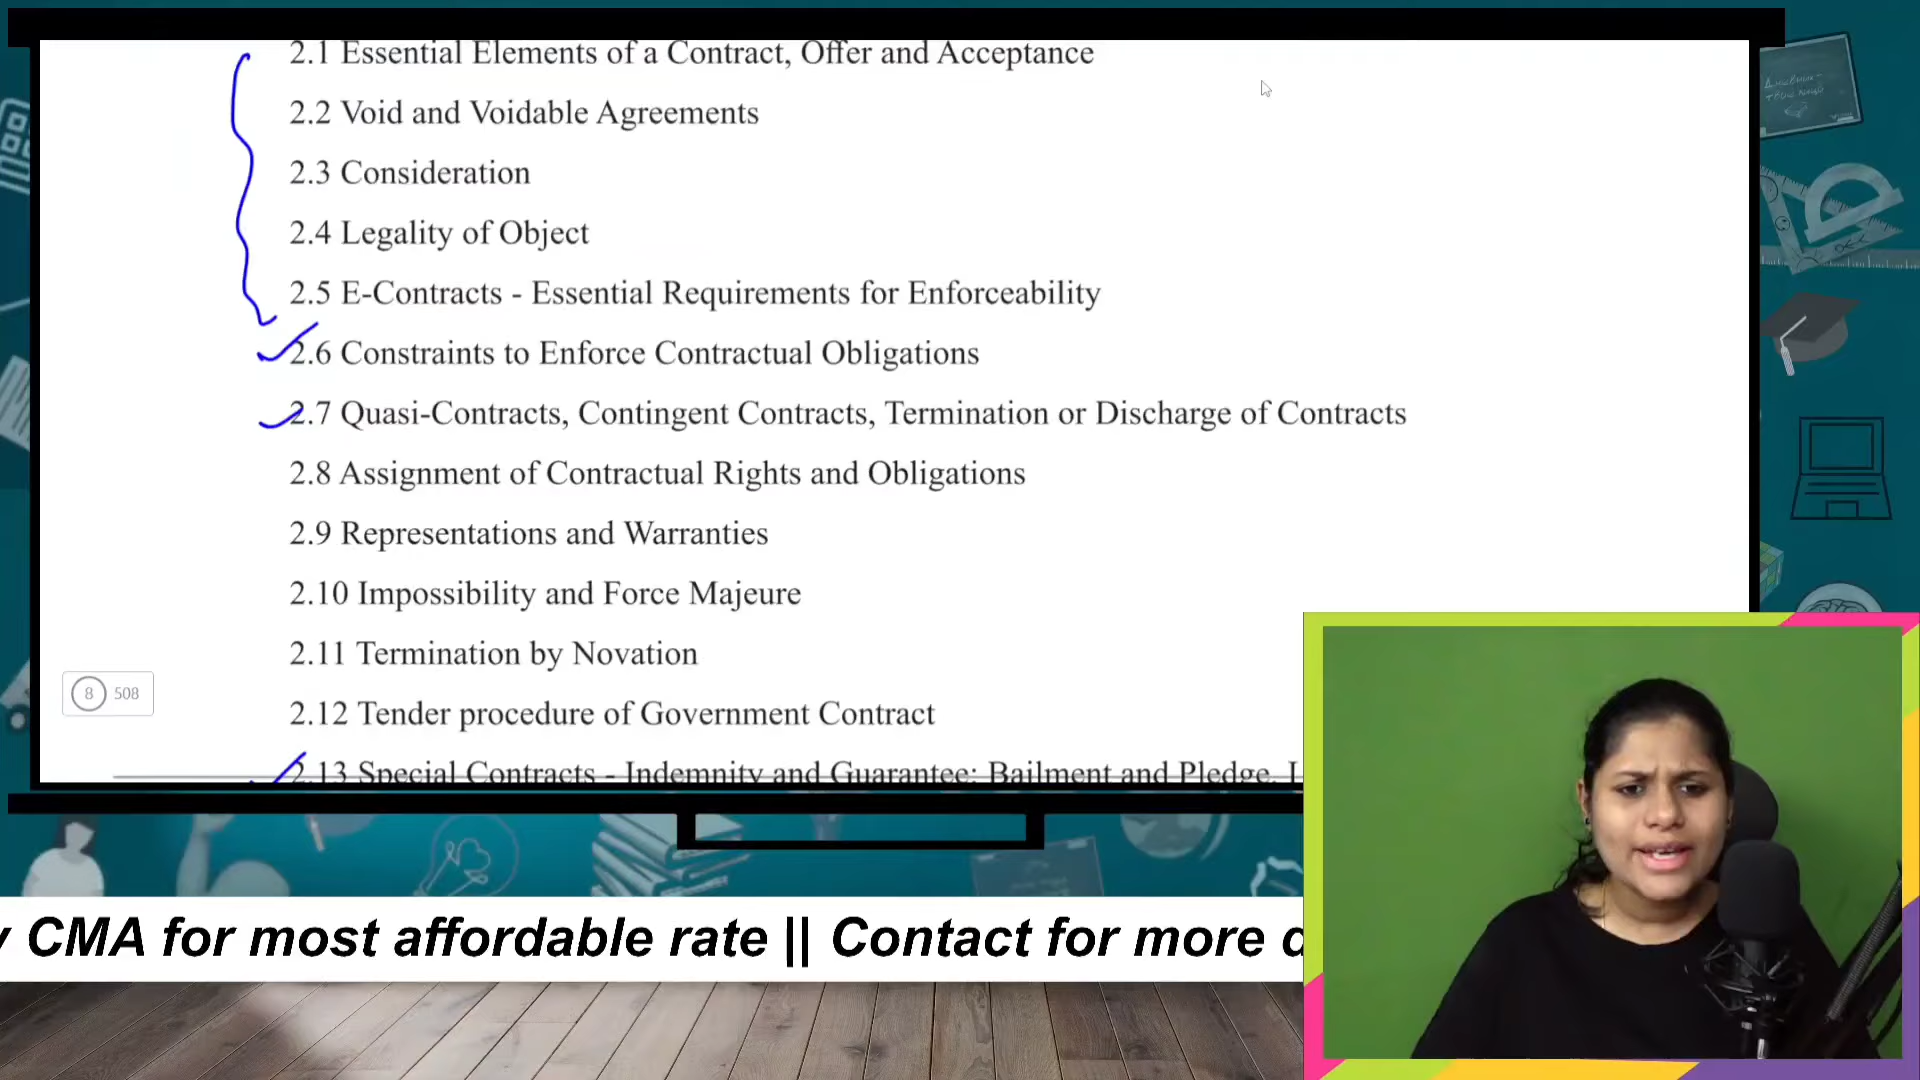 2.1 Essential Elements of a Contract, Offer and Acceptance
2.2 Void and Voidable Agreements
2.3 Consideration
2.4 Legality of Object
2.5 E-Contracts - Essential Requirements for Enforceability
2.6 Constraints to Enforce Contractual Obligations
2.7 Quasi-Contracts, Contingent Contracts, Termination or Discharge of Contracts
2.8 Assignment of Contractual Rights and Obligations
2.9 Representations and Warranties
2.10 Impossibility and Force Majeure
2.11 Termination by Novation
8 508
2.12 Tender procedure of Government Contract
2.13 Special Contracts - Indemnity and Guarantee; Bailment and Pledge,
CMA for most affordable rate || Contact for more